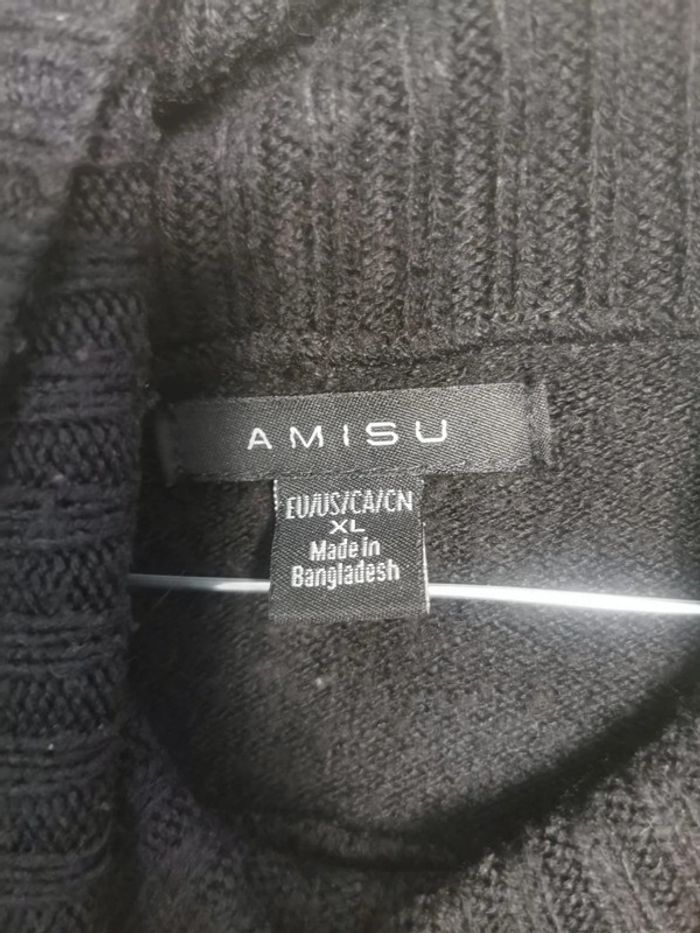 AMISU
EU/US/CA/CN
XL
Made in
Bangladesh